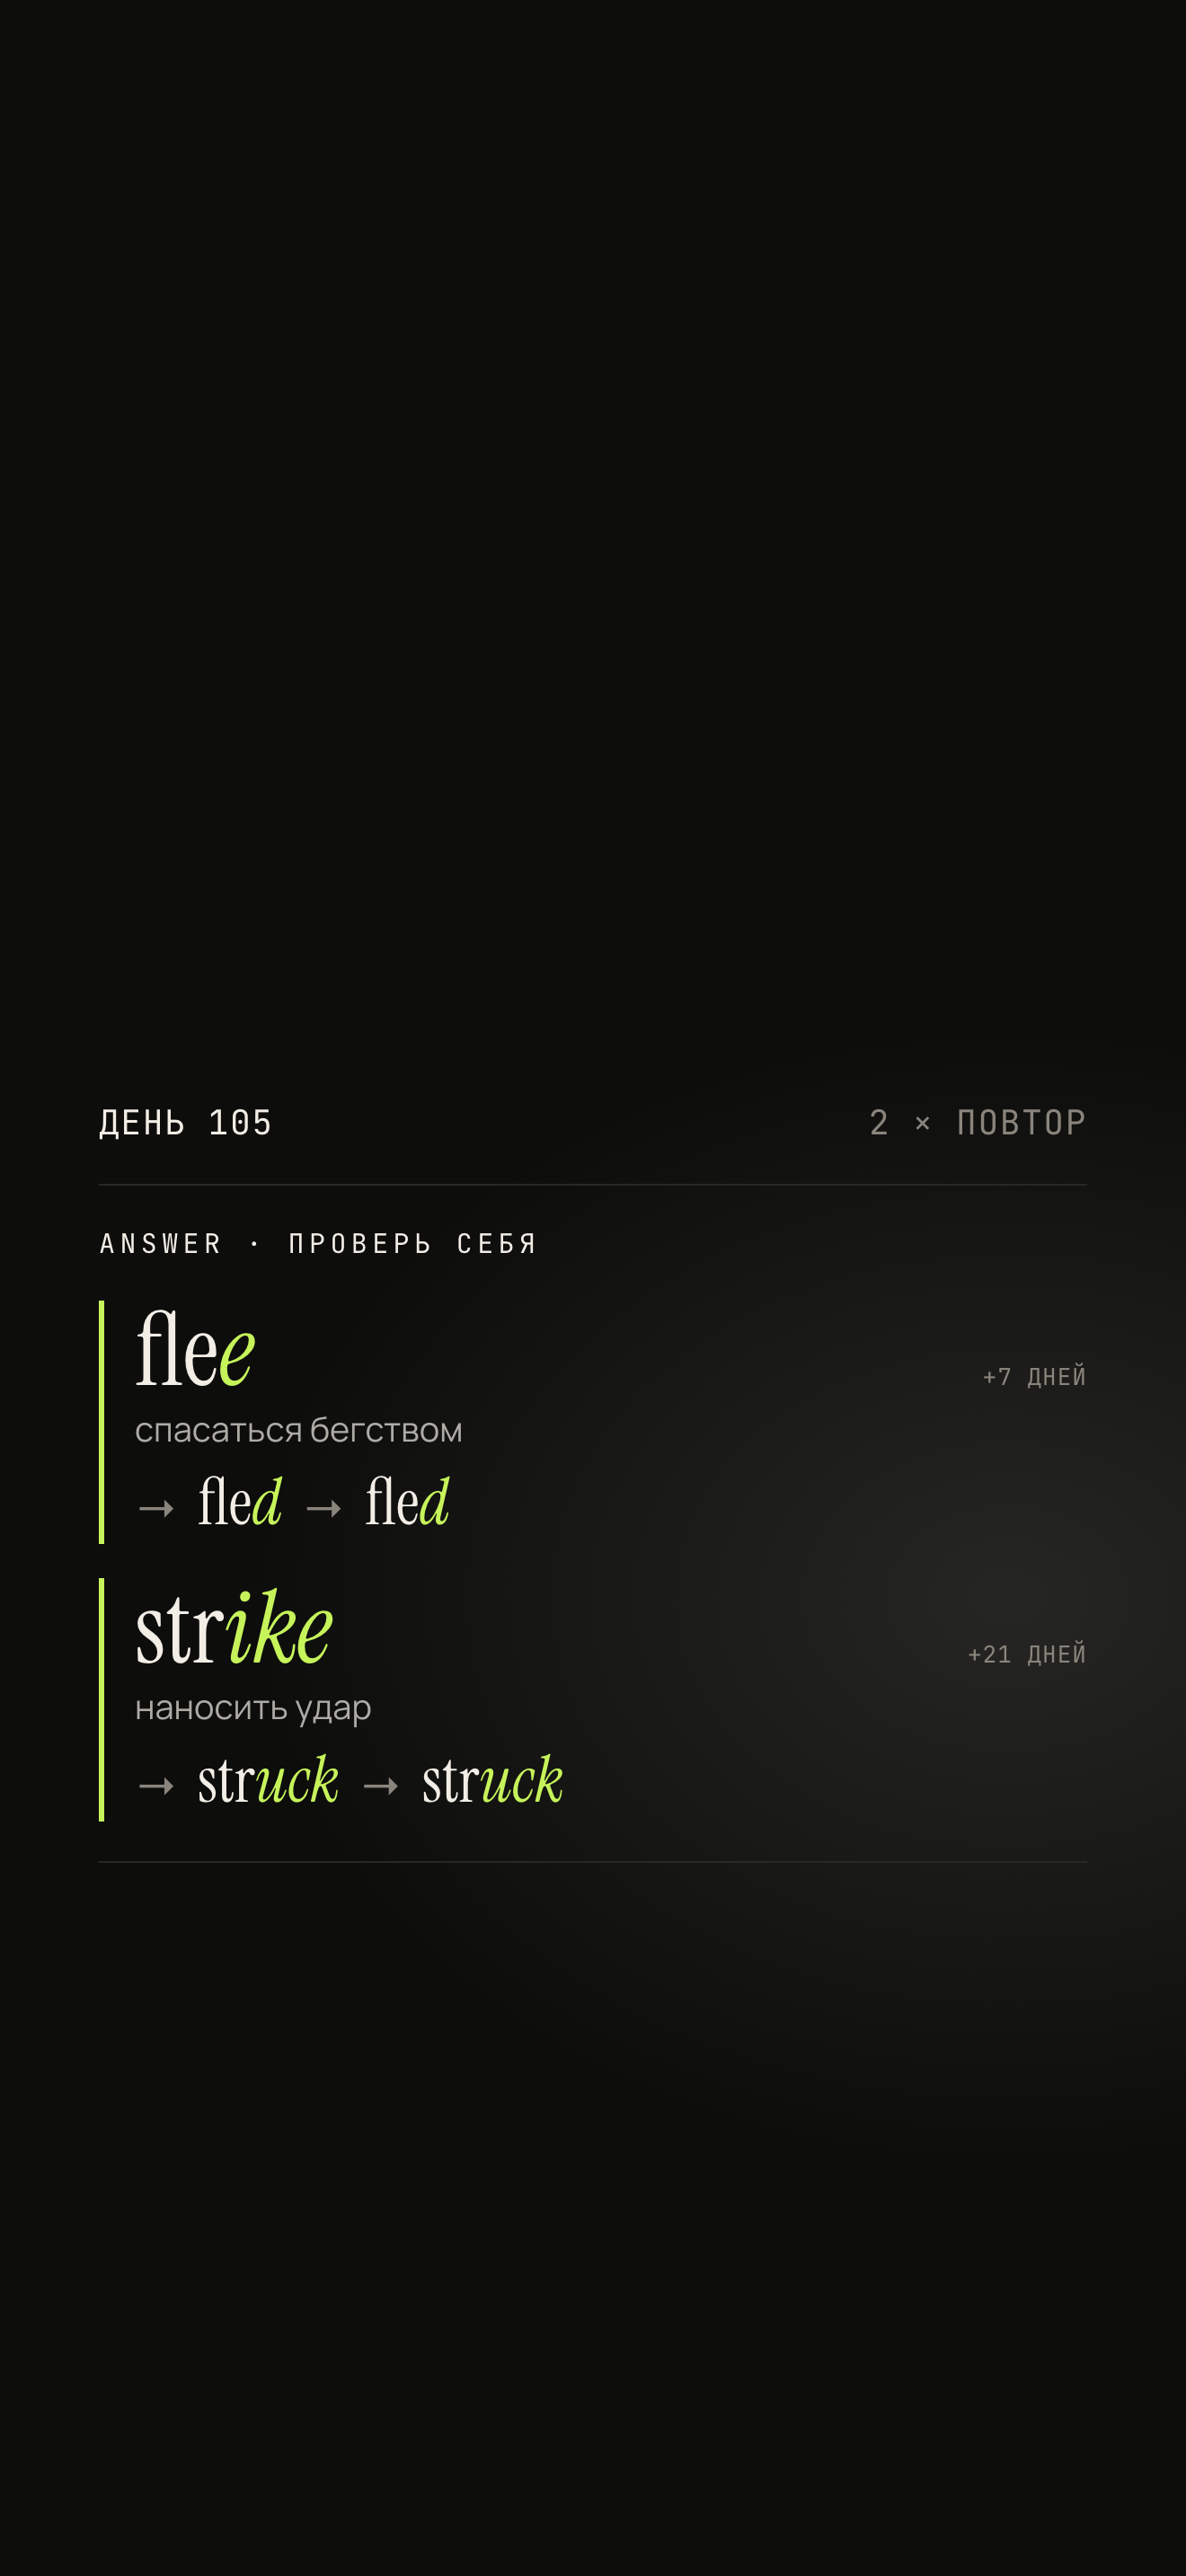 ДЕНЬ 105 2 × ПОВТОР
ANSWER · ПРОВЕРЬ СЕБЯ
flee
+7 ДНЕЙ
спасаться бегством
→ fled → fled
strike
+21 ДНЕЙ
наносить удар
→ struck → struck